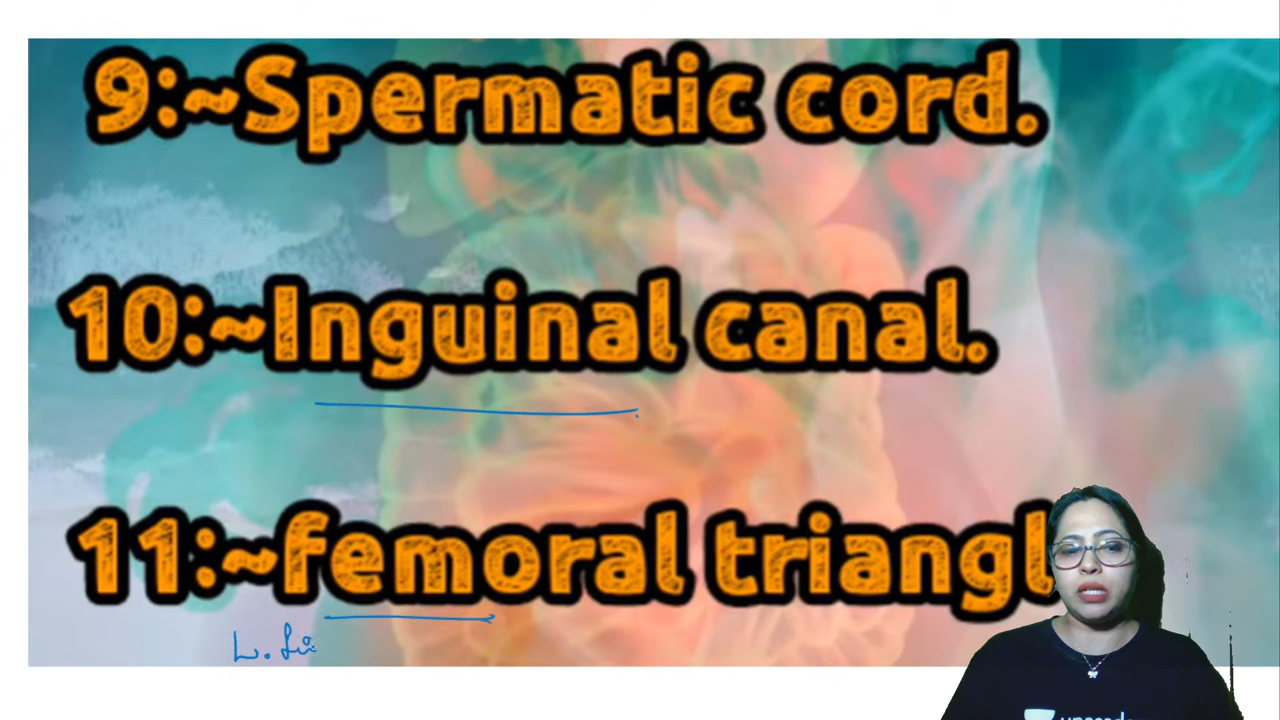 9:~Spermatic cord.
10:~Inguinal canal.
11:~femoral triangl
L.